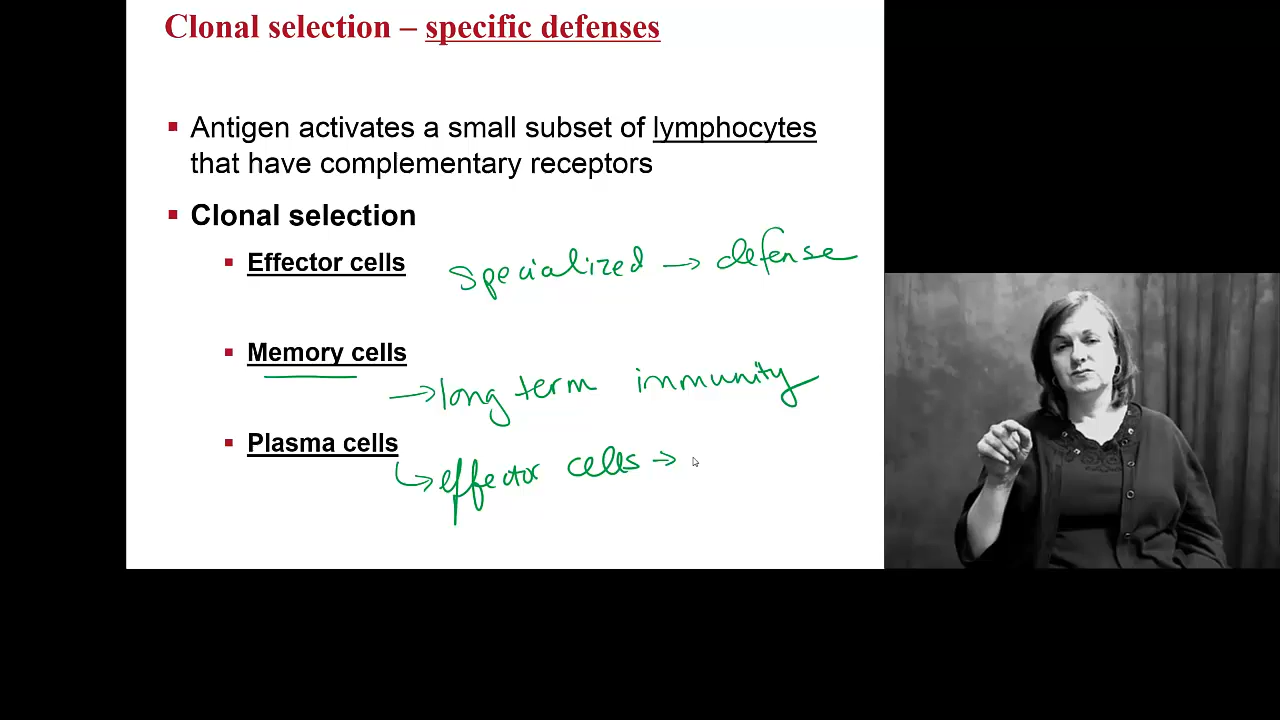 Clonal selection – specific defenses
▪ Antigen activates a small subset of lymphocytes
that have complementary receptors
▪ Clonal selection
▪ Effector cells specialized → defense
▪ Memory cells
→ long term immunity
▪ Plasma cells
↳ effector cells →